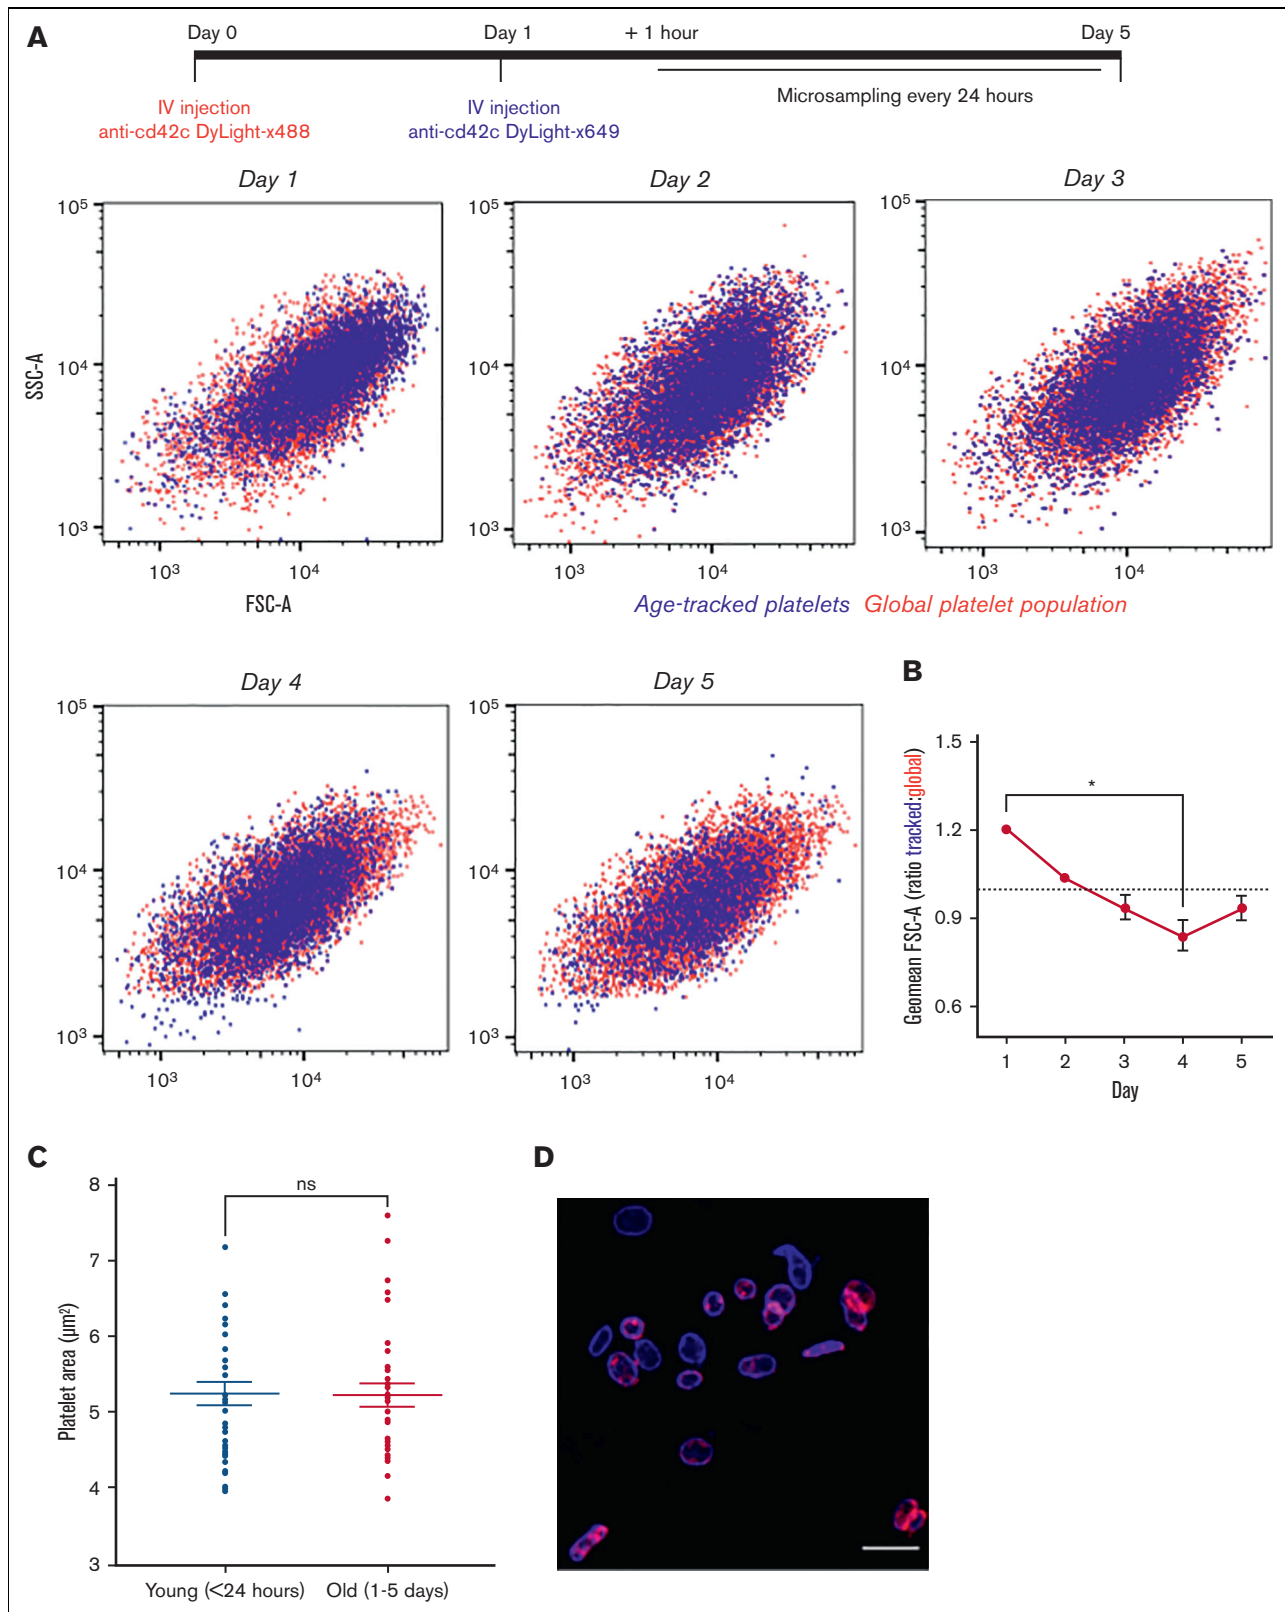 A
Day 0
Day 1
+ 1 hour
Day 5
IV injection
anti-cd42c DyLight-x488
IV injection
anti-cd42c DyLight-x649
Microsampling every 24 hours
Day 1
Day 2
Day 3
10⁵
10⁴
10³
SSC-A
10³
10⁴
FSC-A
10⁵
10⁴
10³
10³
10⁴
10⁵
10⁴
10³
10³
10⁴
Age-tracked platelets Global platelet population
Day 4
Day 5
10⁵
10⁴
10³
10³
10⁴
10⁵
10⁴
10³
10³
10⁴
B
Geomean FSC-A (ratio tracked:global)
1.5
1.2
0.9
0.6
*
1
2
3
4
5
Day
C
Platelet area (µm²)
8
7
6
5
4
3
ns
Young (<24 hours)
Old (1-5 days)
D